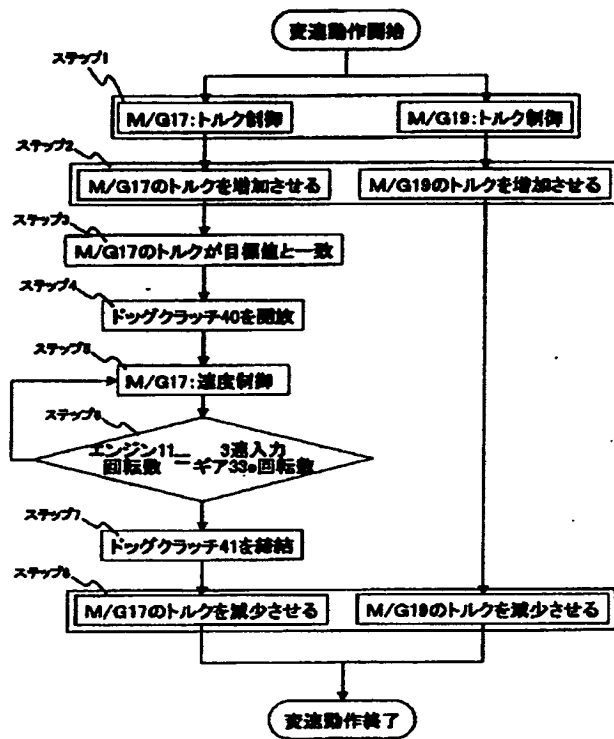 変速動作開始
ステップ1
M/G17:トルク制御
M/G19:トルク制御
ステップ2
M/G17のトルクを増加させる
M/G19のトルクを増加させる
ステップ3
M/G17のトルクが目標値と一致
ステップ4
ドッグクラッチ40を開放
ステップ5
M/G17:速度制御
ステップ6
エンジン11 = 3速入力
回転数 ギア33の回転数
ステップ7
ドッグクラッチ41を締結
ステップ8
M/G17のトルクを減少させる
M/G19のトルクを減少させる
変速動作終了